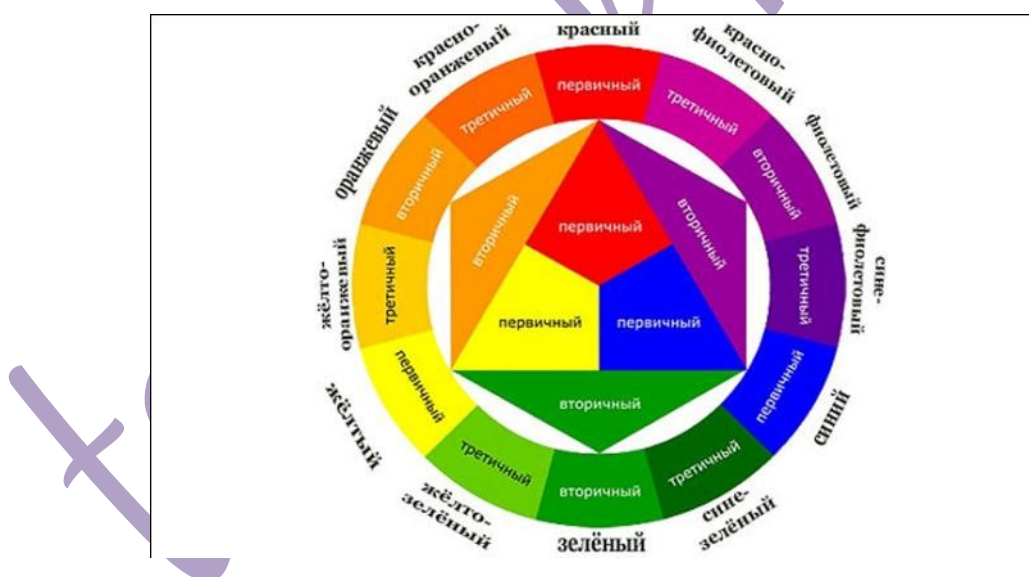 красный
первичный
красно-
фиолетовый
третичный
фиолетовый
вторичный
сине-
фиолетовый
третичный
синий
первичный
сине-
зелёный
третичный
зелёный
вторичный
жёлто-
зелёный
третичный
жёлтый
первичный
жёлто-
оранжевый
третичный
оранжевый
вторичный
красно-
оранжевый
третичный
вторичный
первичный
вторичный
первичный
первичный
вторичный